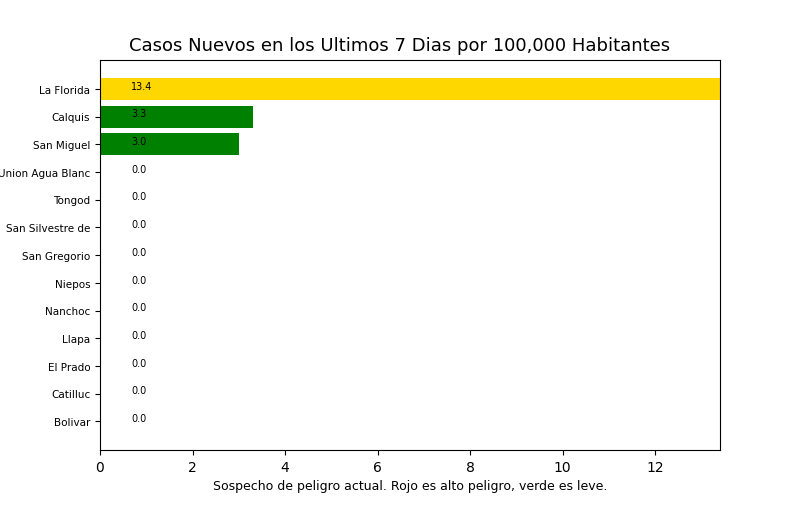 Casos Nuevos en los Ultimos 7 Dias por 100,000 Habitantes
La Florida 13.4
Calquis 3.3
San Miguel 3.0
Union Agua Blanc 0.0
Tongod 0.0
San Silvestre de 0.0
San Gregorio 0.0
Niepos 0.0
Nanchoc 0.0
Llapa 0.0
El Prado 0.0
Catilluc 0.0
Bolivar 0.0
0 2 4 6 8 10 12
Sospecho de peligro actual. Rojo es alto peligro, verde es leve.